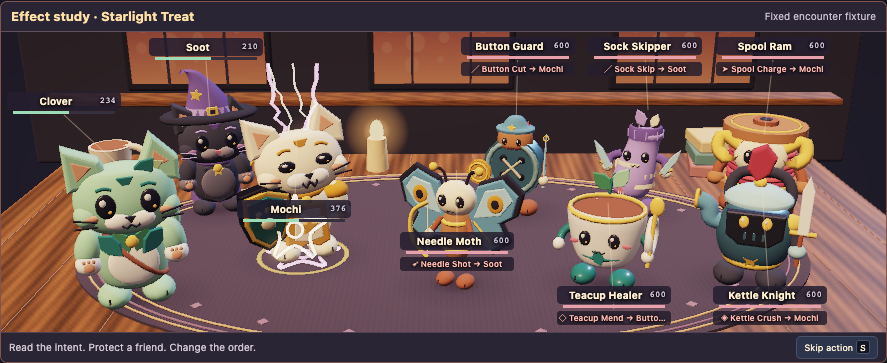 Effect study · Starlight Treat
Fixed encounter fixture
Soot 210
Button Guard 600
Button Cut → Mochi
Sock Skipper 600
Sock Skip → Soot
Spool Ram 600
Spool Charge → Mochi
Clover 234
Mochi 376
Needle Moth 600
Needle Shot → Soot
Teacup Healer 600
Teacup Mend → Butto...
Kettle Knight 600
Kettle Crush → Mochi
Read the intent. Protect a friend. Change the order.
Skip action S